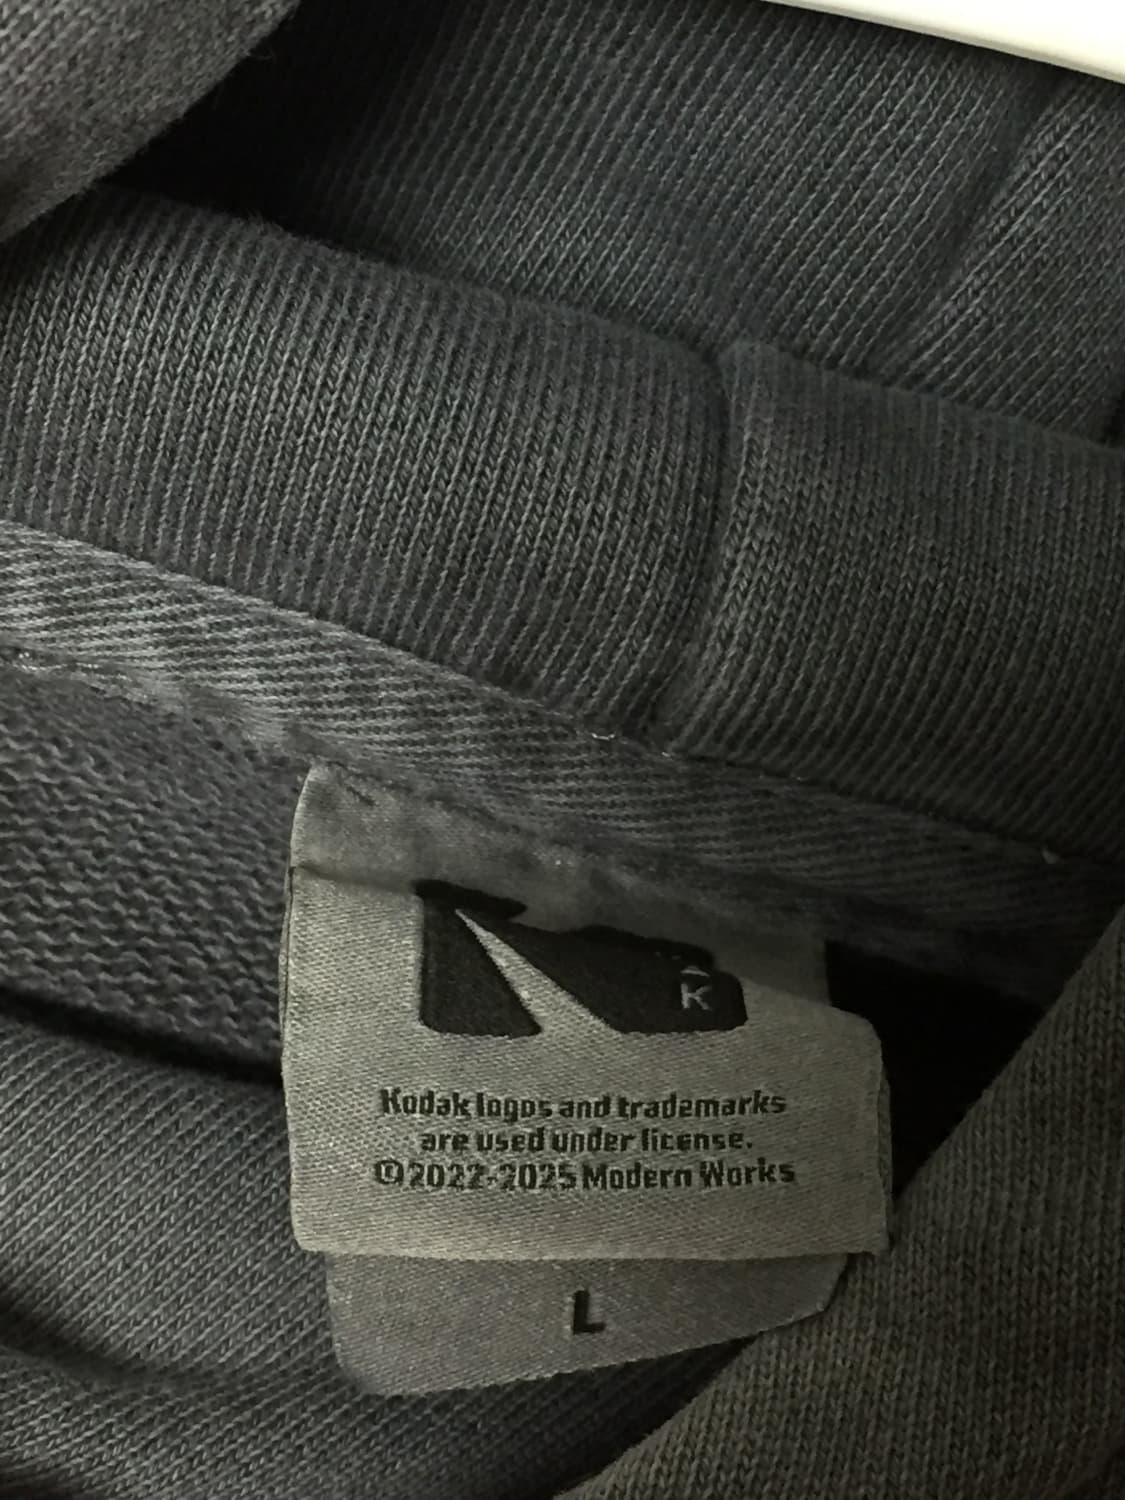 K
Kodak logos and trademarks
are used under license.
©2022-2025 Modern Works
L